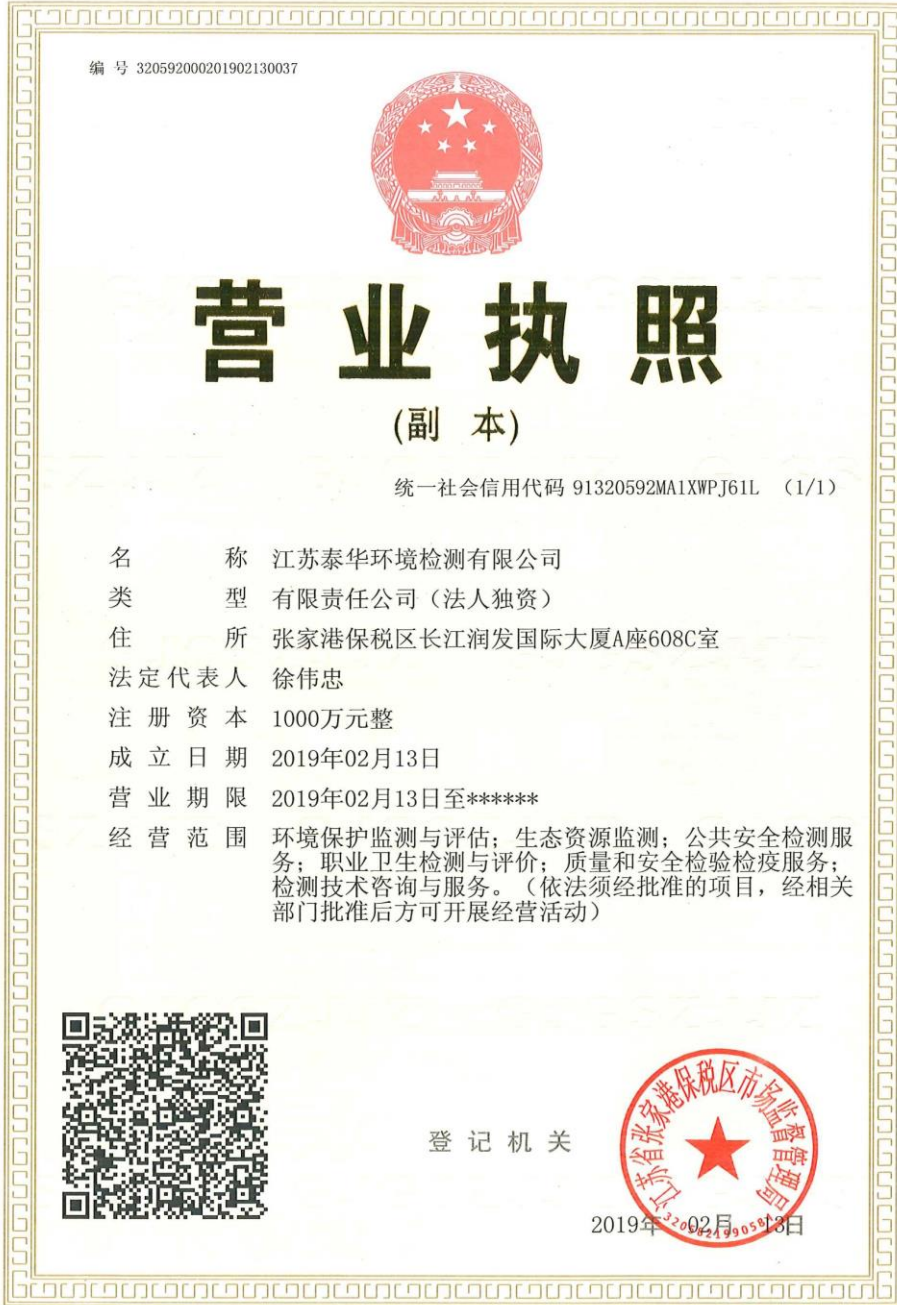 编 号 320592000201902130037
营业执照
(副 本)
统一社会信用代码 91320592MA1XWPJ61L (1/1)
名 称 江苏泰华环境检测有限公司
类 型 有限责任公司（法人独资）
住 所 张家港保税区长江润发国际大厦A座608C室
法定代表人 徐伟忠
注 册 资 本 1000万元整
成 立 日 期 2019年02月13日
营 业 期 限 2019年02月13日至******
经 营 范 围 环境保护监测与评估；生态资源监测；公共安全检测服
务；职业卫生检测与评价；质量和安全检验检疫服务；
检测技术咨询与服务。（依法须经批准的项目，经相关
部门批准后方可开展经营活动）
登 记 机 关
江苏省张家港保税区市场监督管理局
2019年 02月 13日